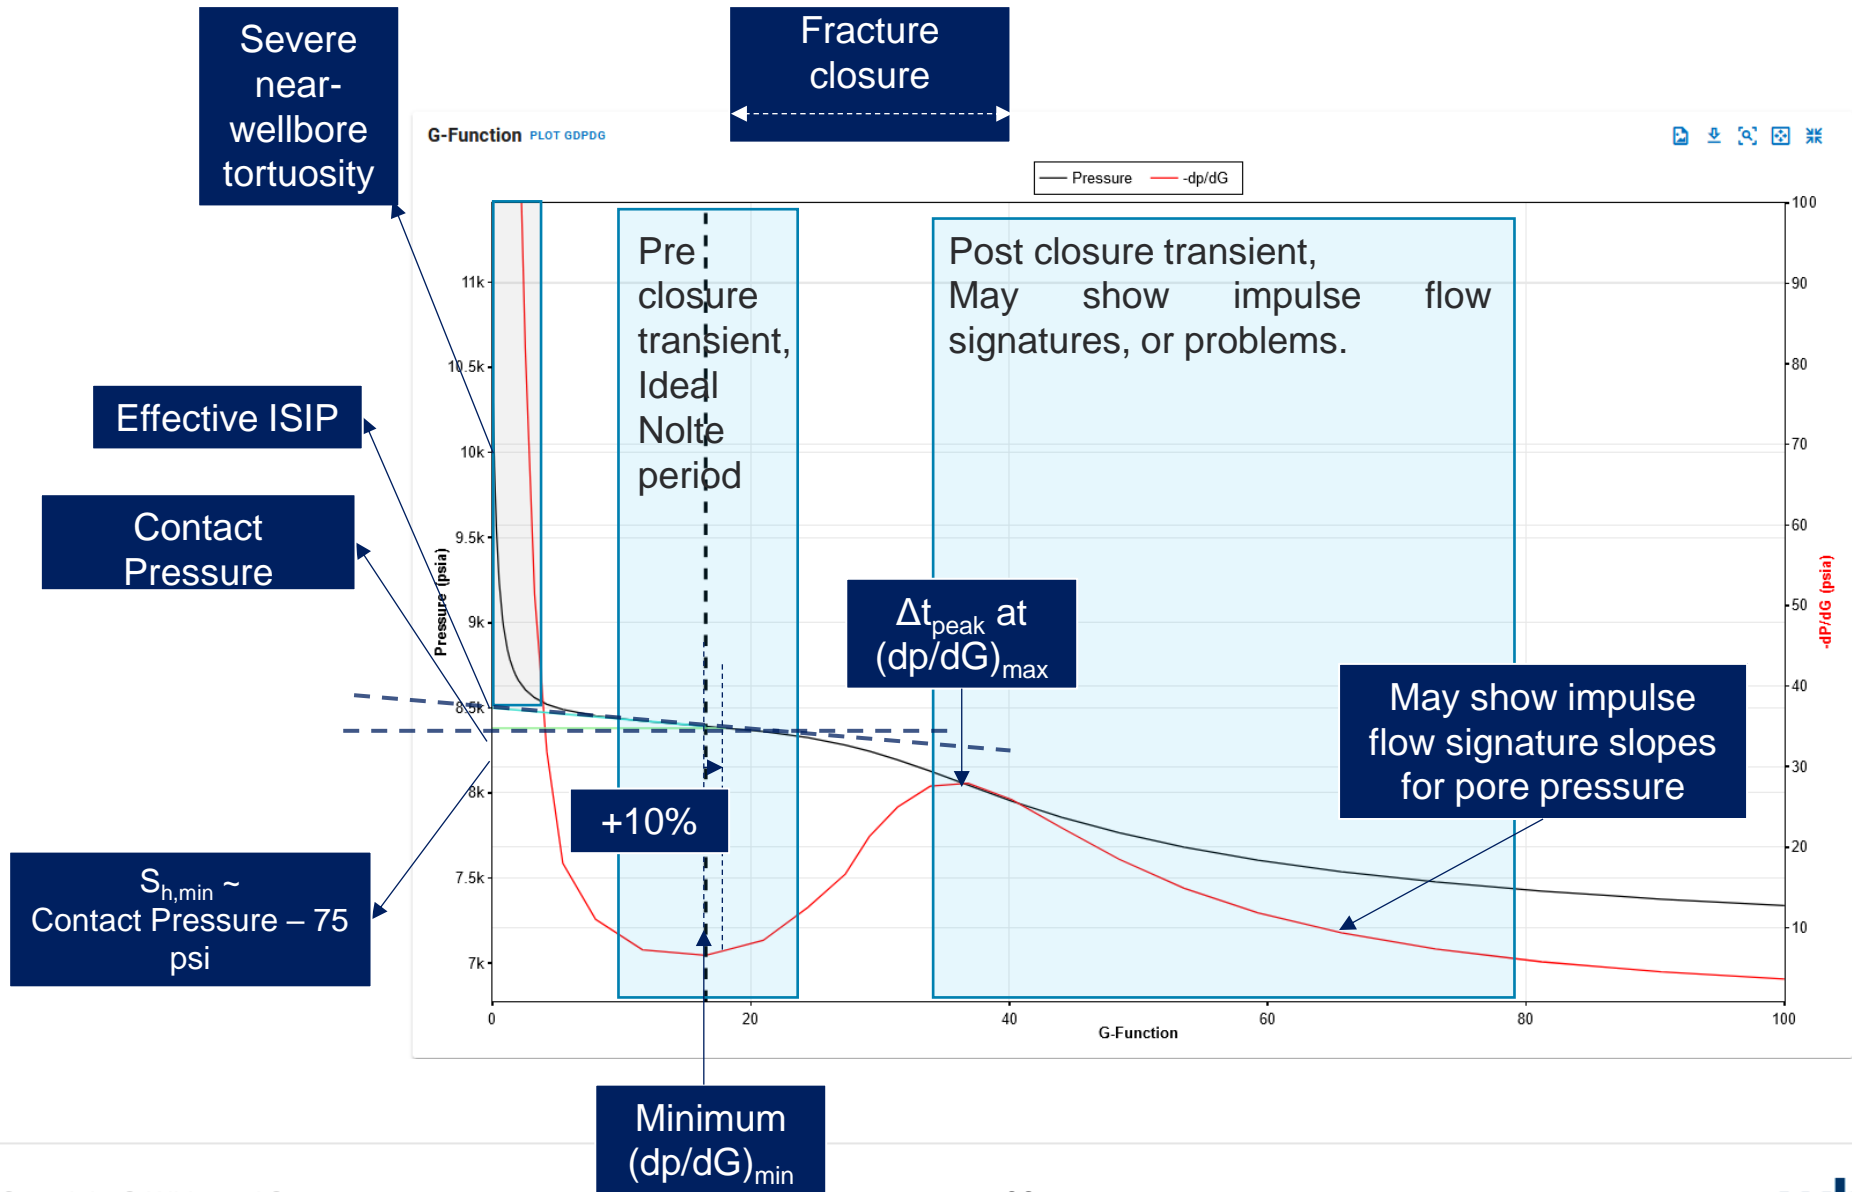 Severe
near-
wellbore
tortuosity
Fracture
closure
G-Function PLOT GDPDG
Pressure
-dp/dG
Effective ISIP
Contact
Pressure
S h,min ~
Contact Pressure – 75
psi
Pre
closure
transient,
Ideal
Nolte
period
Post closure transient,
May show impulse flow
signatures, or problems.
Δt peak at
(dp/dG) max
May show impulse
flow signature slopes
for pore pressure
+10%
Minimum
(dp/dG) min
Pressure (psia)
11k
10.5k
10k
9.5k
9k
8.5k
8k
7.5k
7k
-dP/dG (psia)
100
90
80
70
60
50
40
30
20
10
0
20
40
60
80
100
G-Function